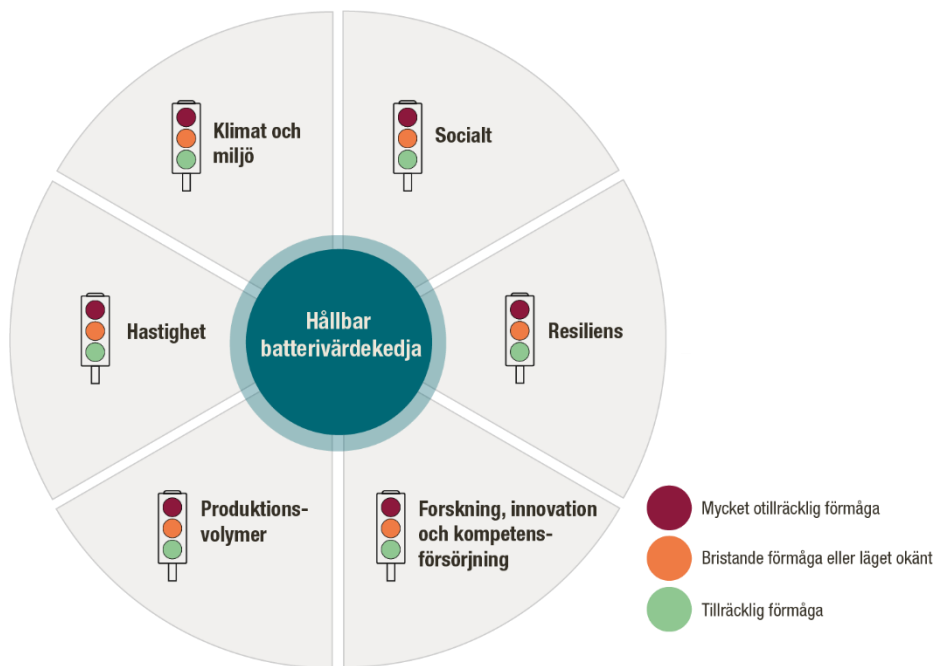 Klimat och
miljö
Socialt
Hastighet
Hållbar
batterivärdekedja
Resiliens
Produktions-
volymer
Forskning, innovation
och kompetens-
försörjning
Mycket otillräcklig förmåga
Bristande förmåga eller läget okänt
Tillräcklig förmåga